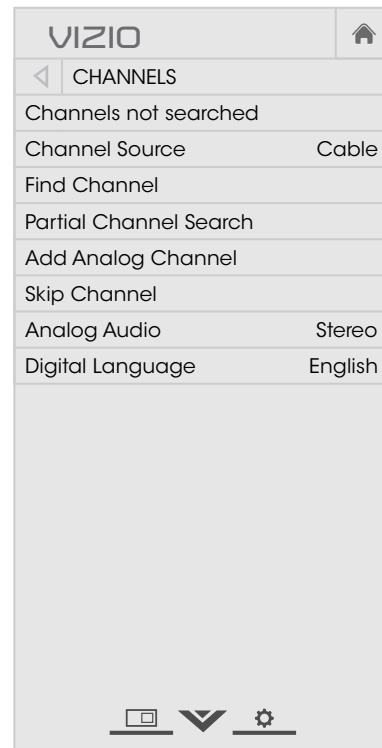 VIZIO
CHANNELS
Channels not searched
Channel Source Cable
Find Channel
Partial Channel Search
Add Analog Channel
Skip Channel
Analog Audio Stereo
Digital Language English